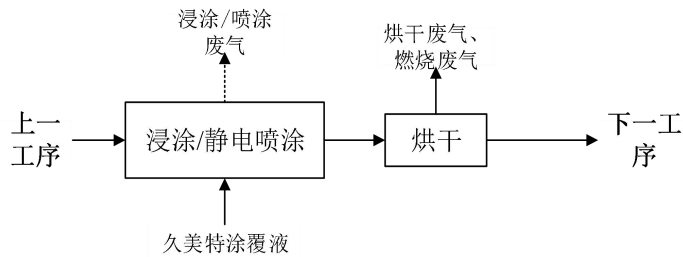 浸涂/喷涂
废气
烘干废气、
燃烧废气
上一
工序
浸涂/静电喷涂
烘干
下一工
序
久美特涂覆液